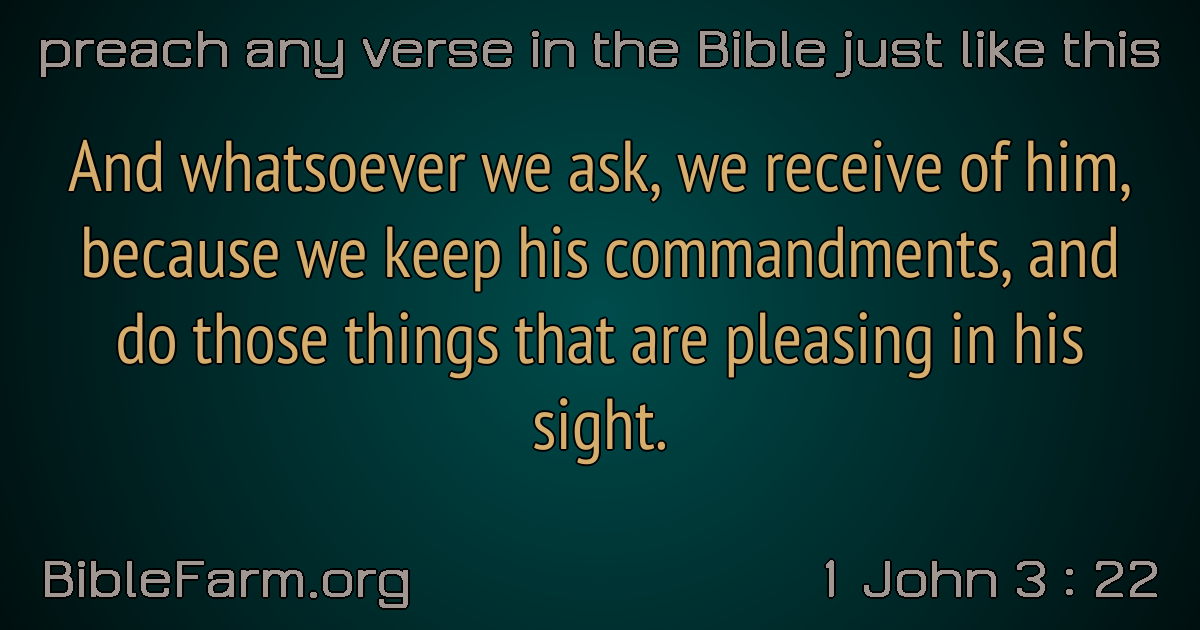 preach any verse in the Bible just like this
And whatsoever we ask, we receive of him,
because we keep his commandments, and
do those things that are pleasing in his
sight.
BibleFarm.org
1 John 3 : 22